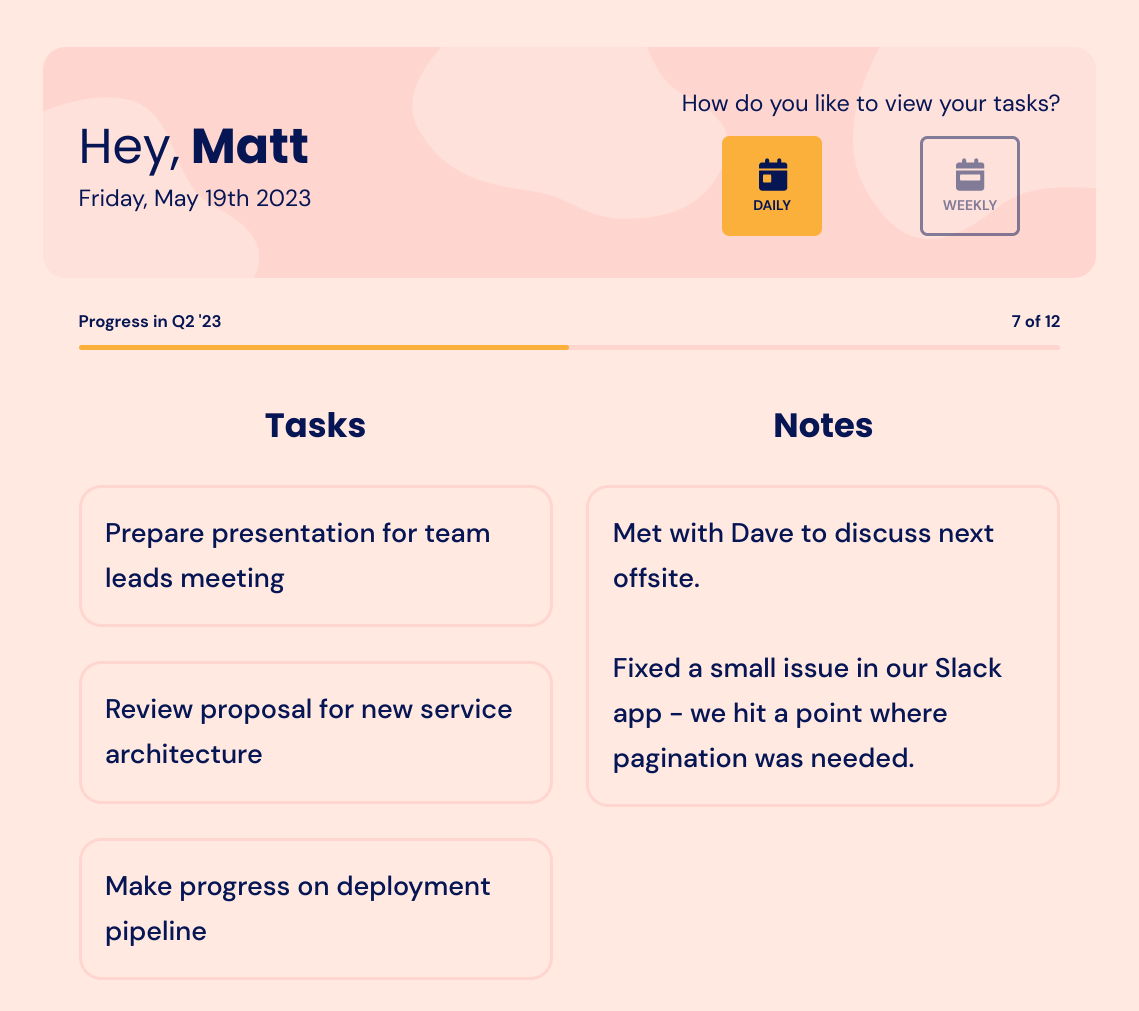 Hey, Matt
Friday, May 19th 2023
How do you like to view your tasks?
DAILY
WEEKLY
Progress in Q2 '23
7 of 12
Tasks
Prepare presentation for team
leads meeting
Review proposal for new service
architecture
Make progress on deployment
pipeline
Notes
Met with Dave to discuss next
offsite.
Fixed a small issue in our Slack
app - we hit a point where
pagination was needed.